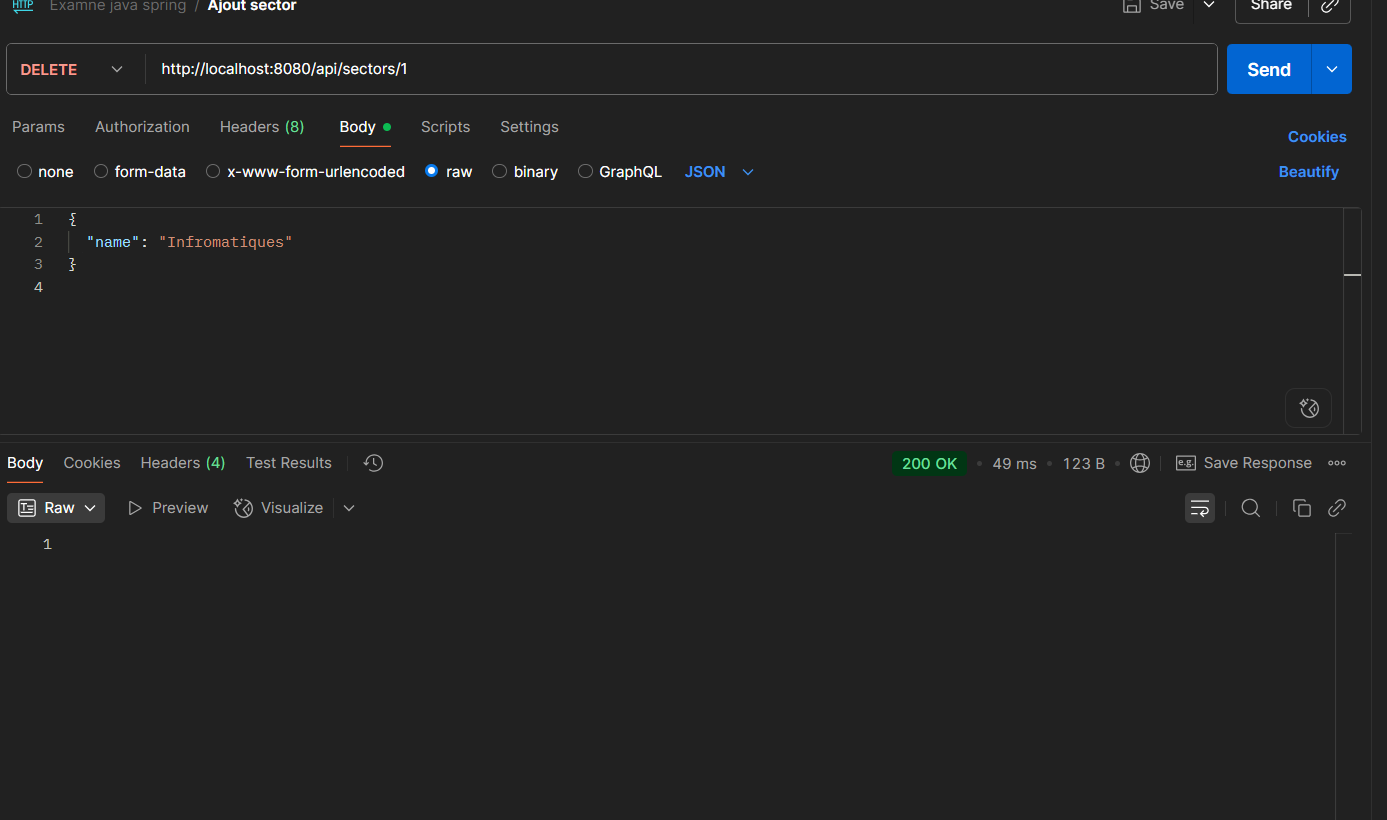 HTTP Examne java spring / Ajout sector Save Share
DELETE http://localhost:8080/api/sectors/1 Send
Params Authorization Headers (8) Body Scripts Settings Cookies
none form-data x-www-form-urlencoded raw binary GraphQL JSON Beautify
1 {
2 "name": "Infromatiques"
3 }
4
Body Cookies Headers (4) Test Results 200 OK • 49 ms • 123 B • e.g. Save Response
Raw Preview Visualize
1